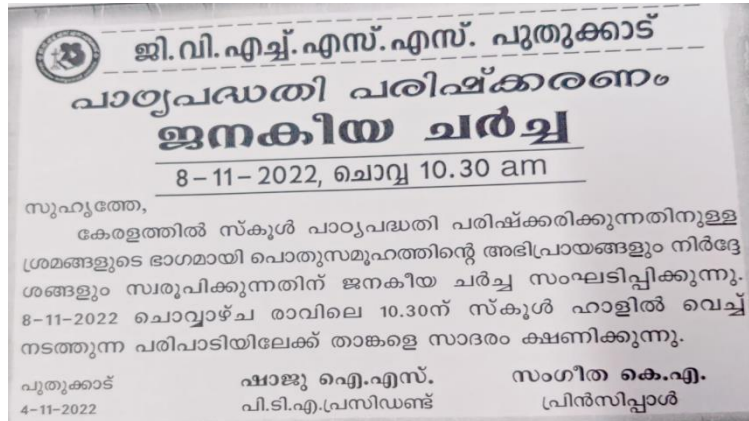 ജി.വി.എച്ച്.എസ്.എസ്. പുതുക്കാട്
പാഠ്യപദ്ധതി പരിഷ്ക്കരണം
ജനകീയ ചർച്ച
8-11-2022, ചൊവ്വ 10.30 am
സുഹൃത്തേ,
കേരളത്തിൽ സ്കൂൾ പാഠ്യപദ്ധതി പരിഷ്ക്കരിക്കുന്നതിനുള്ള
ശ്രമങ്ങളുടെ ഭാഗമായി പൊതുസമൂഹത്തിന്റെ അഭിപ്രായങ്ങളും നിർദ്ദേ
ശങ്ങളും സ്വരൂപിക്കുന്നതിന് ജനകീയ ചർച്ച സംഘടിപ്പിക്കുന്നു.
8-11-2022 ചൊവ്വാഴ്ച രാവിലെ 10.30ന് സ്കൂൾ ഹാളിൽ വെച്ച്
നടത്തുന്ന പരിപാടിയിലേക്ക് താങ്കളെ സാദരം ക്ഷണിക്കുന്നു.
പുതുക്കാട് ഷാജു ഐ.എസ്. സംഗീത കെ.എ.
4-11-2022 പി.ടി.എ.പ്രസിഡണ്ട് പ്രിൻസിപ്പാൾ